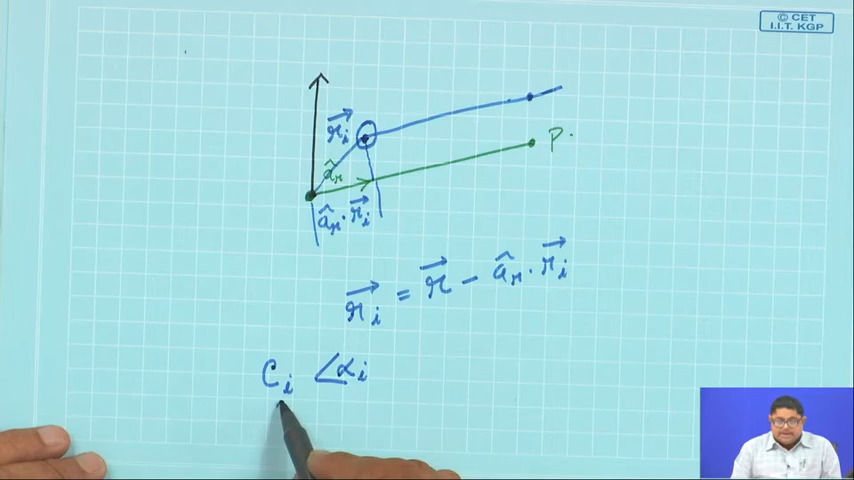 © CET
I.I.T. KGP
r⃗ᵢ
âᵣ
P.
âᵣ · r⃗ᵢ
r⃗ᵢ = r⃗ - âᵣ · r⃗ᵢ
Cᵢ ∠αᵢ